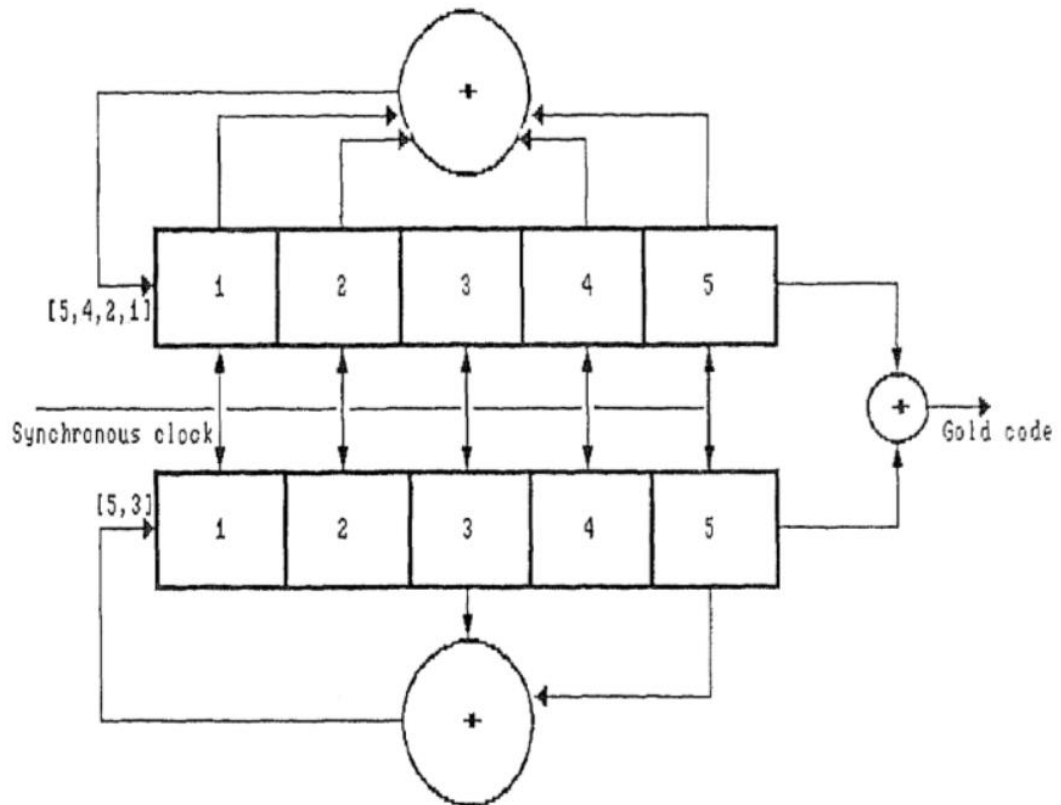 +
1 2 3 4 5
[5,4,2,1]
+
Synchronous clock
Gold code
[5,3]
1 2 3 4 5
+